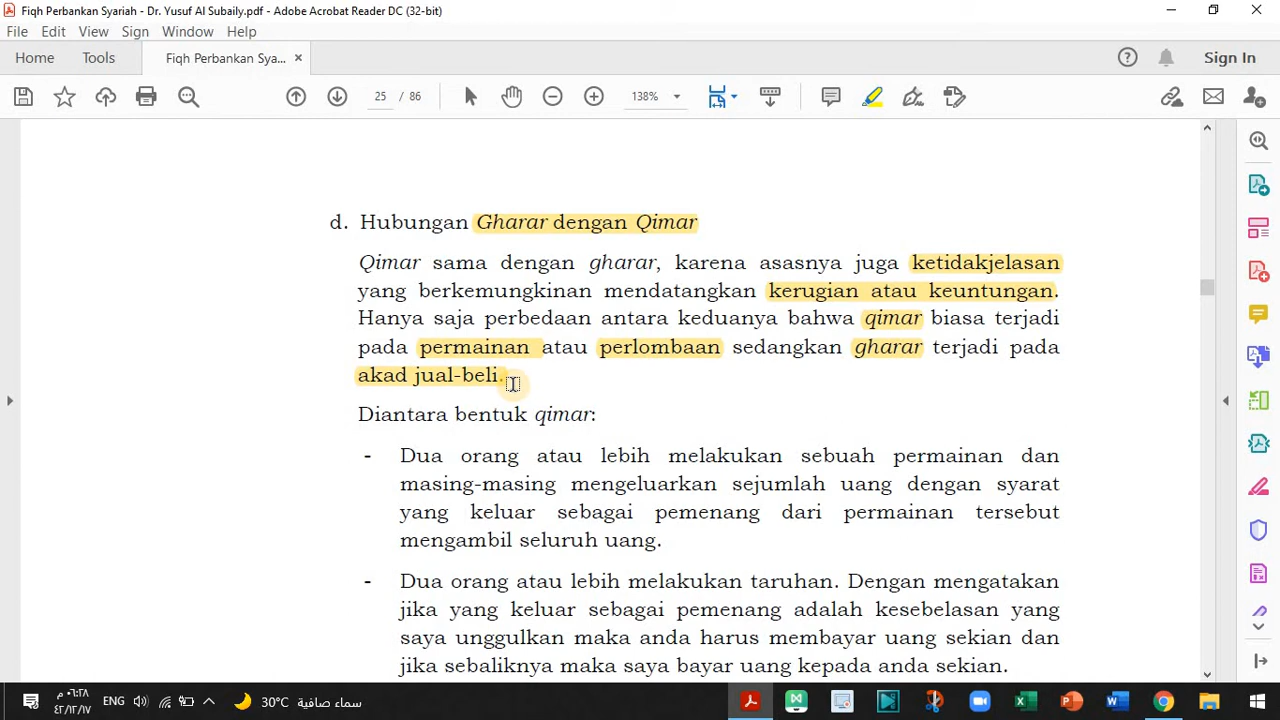 Fiqh Perbankan Syariah - Dr. Yusuf Al Subaily.pdf - Adobe Acrobat Reader DC (32-bit)
File Edit View Sign Window Help
Home Tools Fiqh Perbankan Sya... × Sign In
25 / 86 138%
d. Hubungan Gharar dengan Qimar
Qimar sama dengan gharar, karena asasnya juga ketidakjelasan
yang berkemungkinan mendatangkan kerugian atau keuntungan.
Hanya saja perbedaan antara keduanya bahwa qimar biasa terjadi
pada permainan atau perlombaan sedangkan gharar terjadi pada
akad jual-beli.
Diantara bentuk qimar:
- Dua orang atau lebih melakukan sebuah permainan dan
masing-masing mengeluarkan sejumlah uang dengan syarat
yang keluar sebagai pemenang dari permainan tersebut
mengambil seluruh uang.
- Dua orang atau lebih melakukan taruhan. Dengan mengatakan
jika yang keluar sebagai pemenang adalah kesebelasan yang
saya unggulkan maka anda harus membayar uang sekian dan
jika sebaliknya maka saya bayar uang kepada anda sekian.
م ٠٦:٢٨
٤٢/١٢/١٧
ENG
30°C سماء صافية